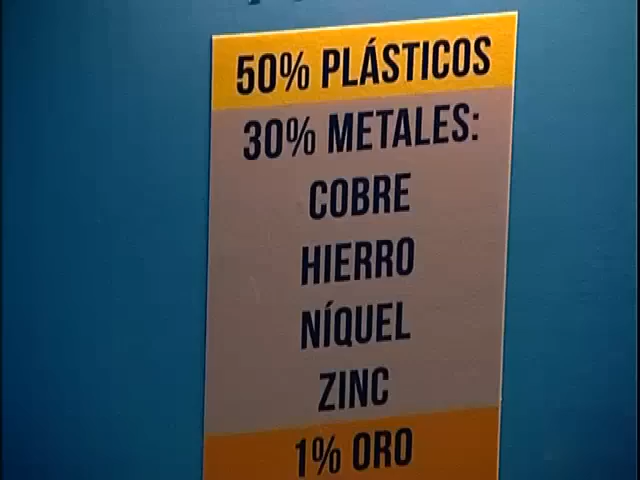 50% PLÁSTICOS
30% METALES:
COBRE
HIERRO
NÍQUEL
ZINC
1% ORO